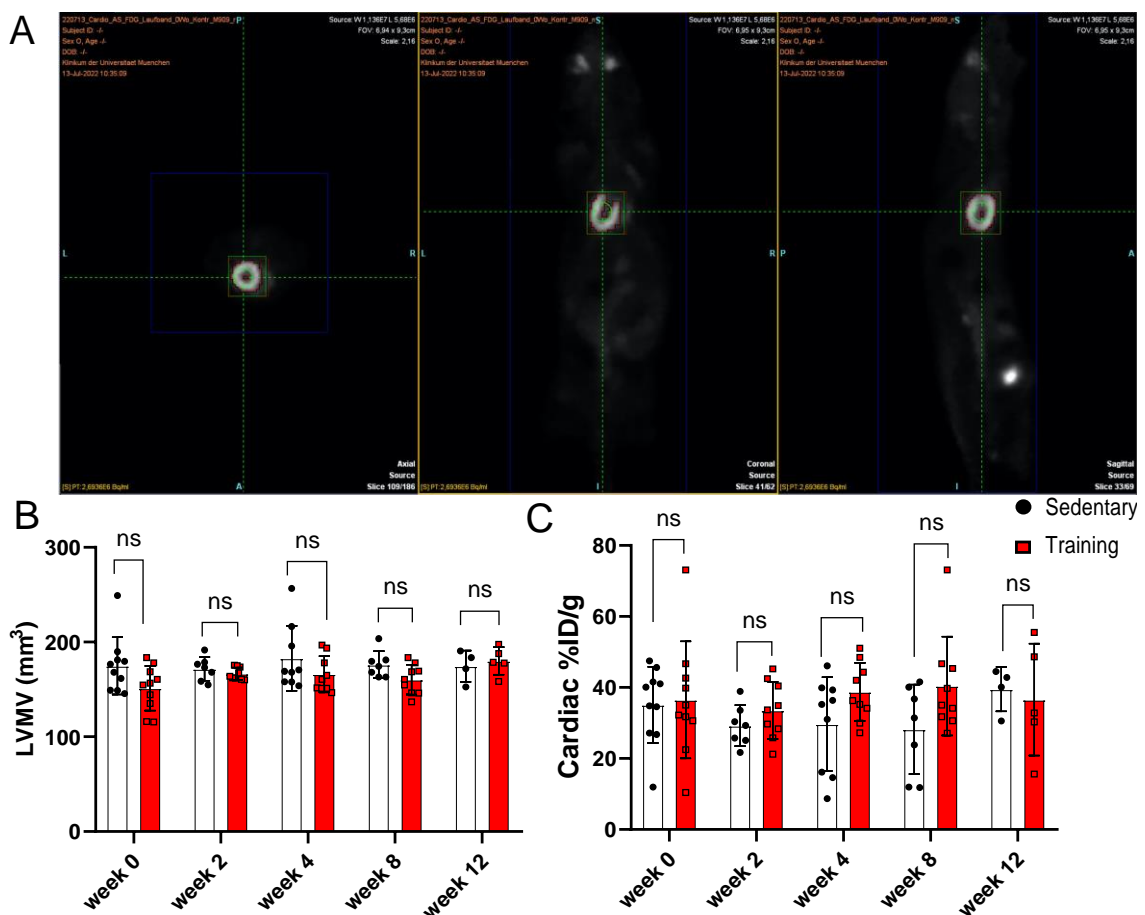 A
220713_Cardio_AS_FDG_Laufband_0Wo_Kontr_M909_r
Subject ID: -/-
Sex O, Age -/-
DOB: -/-
Klinikum der Universitaet Muenchen
13-Jul-2022 10:35:09
P
Source: W 1,136E7 L 5,68E6
FOV: 6,94 x 9,3cm
Scale: 2,16
L
R
A
[S] PT:2,6936E6 Bq/ml
Axial
Source
Slice 109/186
220713_Cardio_AS_FDG_Laufband_0Wo_Kontr_M909_n
Subject ID: -/-
Sex O, Age -/-
DOB: -/-
Klinikum der Universitaet Muenchen
13-Jul-2022 10:35:09
S
Source: W 1,136E7 L 5,68E6
FOV: 6,95 x 9,3cm
Scale: 2,16
L
R
I
[S] PT:2,6936E6 Bq/ml
Coronal
Source
Slice 41/62
220713_Cardio_AS_FDG_Laufband_0Wo_Kontr_M909_n
Subject ID: -/-
Sex O, Age -/-
DOB: -/-
Klinikum der Universitaet Muenchen
13-Jul-2022 10:35:09
S
Source: W 1,136E7 L 5,68E6
FOV: 6,95 x 9,3cm
Scale: 2,16
P
A
I
[S] PT:2,6936E6 Bq/ml
Sagittal
Source
Slice 33/69
B
LVMV (mm³)
300
200
100
0
ns
ns
ns
ns
ns
week 0
week 2
week 14
week 8
week 12
C
Sedentary
Training
Cardiac %ID/g
80
60
40
20
0
ns
ns
ns
ns
ns
week 0
week 2
week 4
week 8
week 12